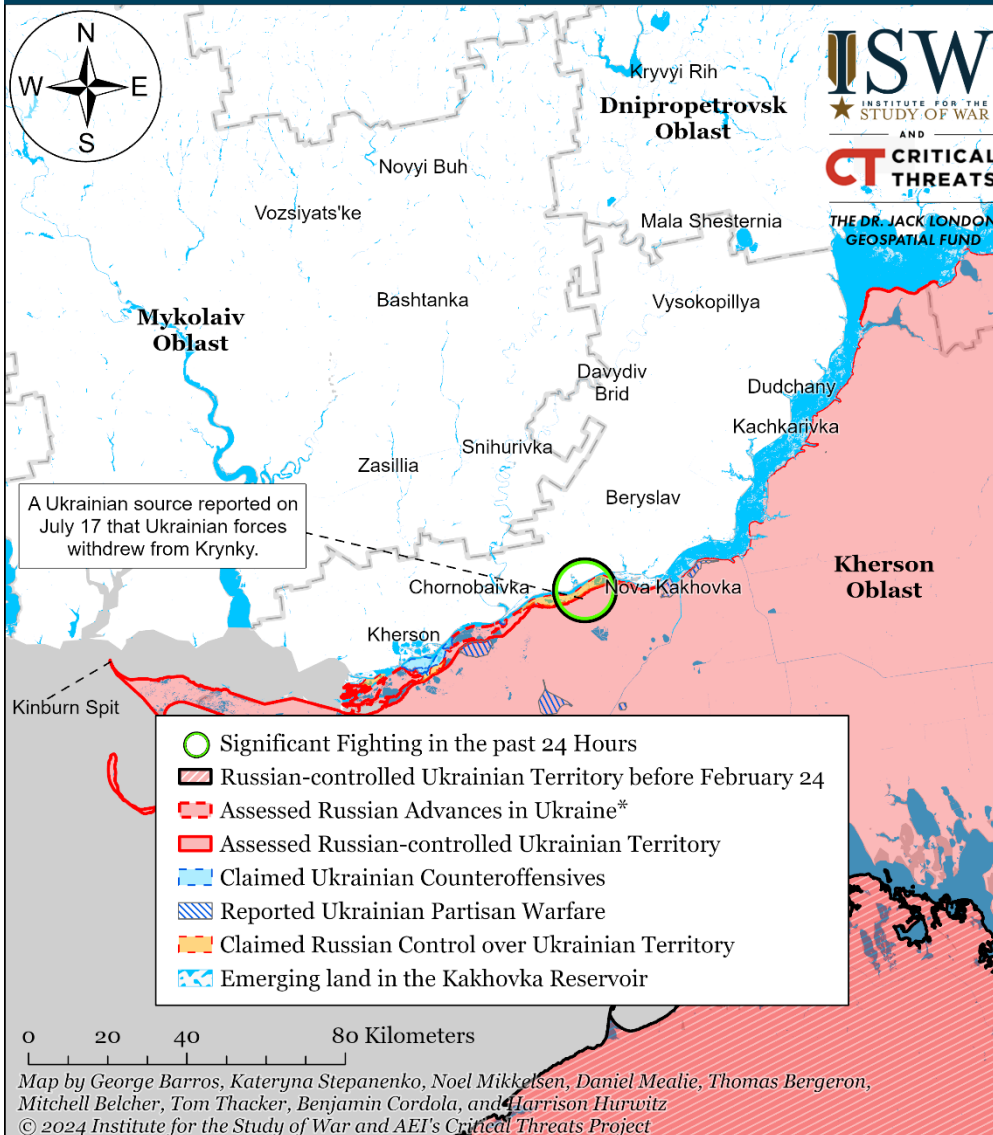 N
W E
S
ISW
INSTITUTE FOR THE
STUDY OF WAR
AND
CT CRITICAL
THREATS
THE DR. JACK LONDON
GEOSPATIAL FUND
Kryvyi Rih
Dnipropetrovsk
Oblast
Novyi Buh
Vozsiyats'ke
Mala Shesternia
Bashtanka
Vysokopillya
Mykolaiv
Oblast
Davydiv
Brid
Dudchany
Kachkarivka
Snihurivka
Zasillia
Beryslav
A Ukrainian source reported on
July 17 that Ukrainian forces
withdrew from Krynky.
Kherson
Oblast
Chornobaivka
Nova Kakhovka
Kherson
Kinburn Spit
Significant Fighting in the past 24 Hours
Russian-controlled Ukrainian Territory before February 24
Assessed Russian Advances in Ukraine*
Assessed Russian-controlled Ukrainian Territory
Claimed Ukrainian Counteroffensives
Reported Ukrainian Partisan Warfare
Claimed Russian Control over Ukrainian Territory
Emerging land in the Kakhovka Reservoir
0 20 40 80 Kilometers
Map by George Barros, Kateryna Stepanenko, Noel Mikkelsen, Daniel Mealie, Thomas Bergeron,
Mitchell Belcher, Tom Thacker, Benjamin Cordola, and Harrison Hurwitz
© 2024 Institute for the Study of War and AEI's Critical Threats Project